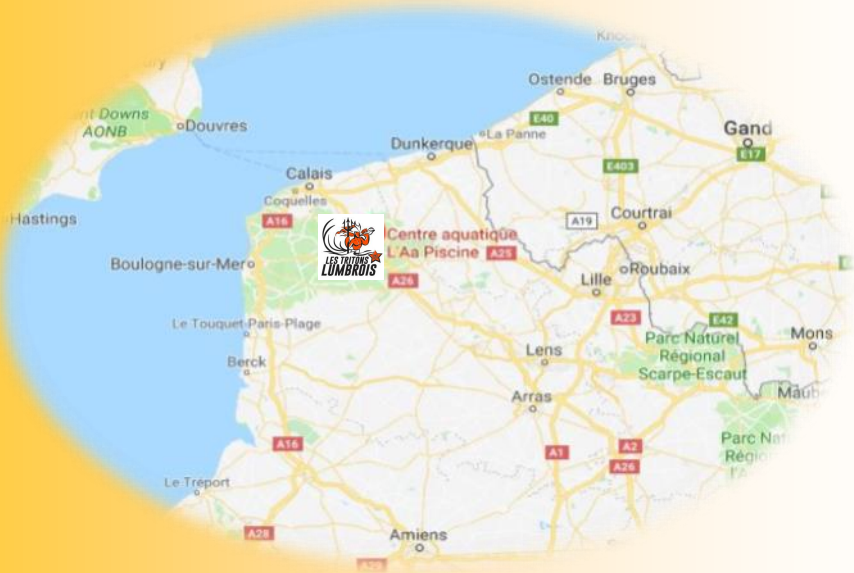 Ostende
Bruges
nt Downs
AONB
Douvres
E40
La Panne
Gand
E17
Dunkerque
E403
Calais
Coquelles
Hastings
A16
A19
Courtrai
LES TRITONS
LUMBROIS
Centre aquatique
L'Aa Piscine
A25
Boulogne-sur-Mer
A26
Lille
Roubaix
Le Touquet-Paris-Plage
A23
E42
Mons
Parc Naturel
Régional
Scarpe-Escaut
Lens
Berck
Arras
Maub
A16
A1
A2
A26
Parc Nat
Régio
Le Tréport
A28
Amiens